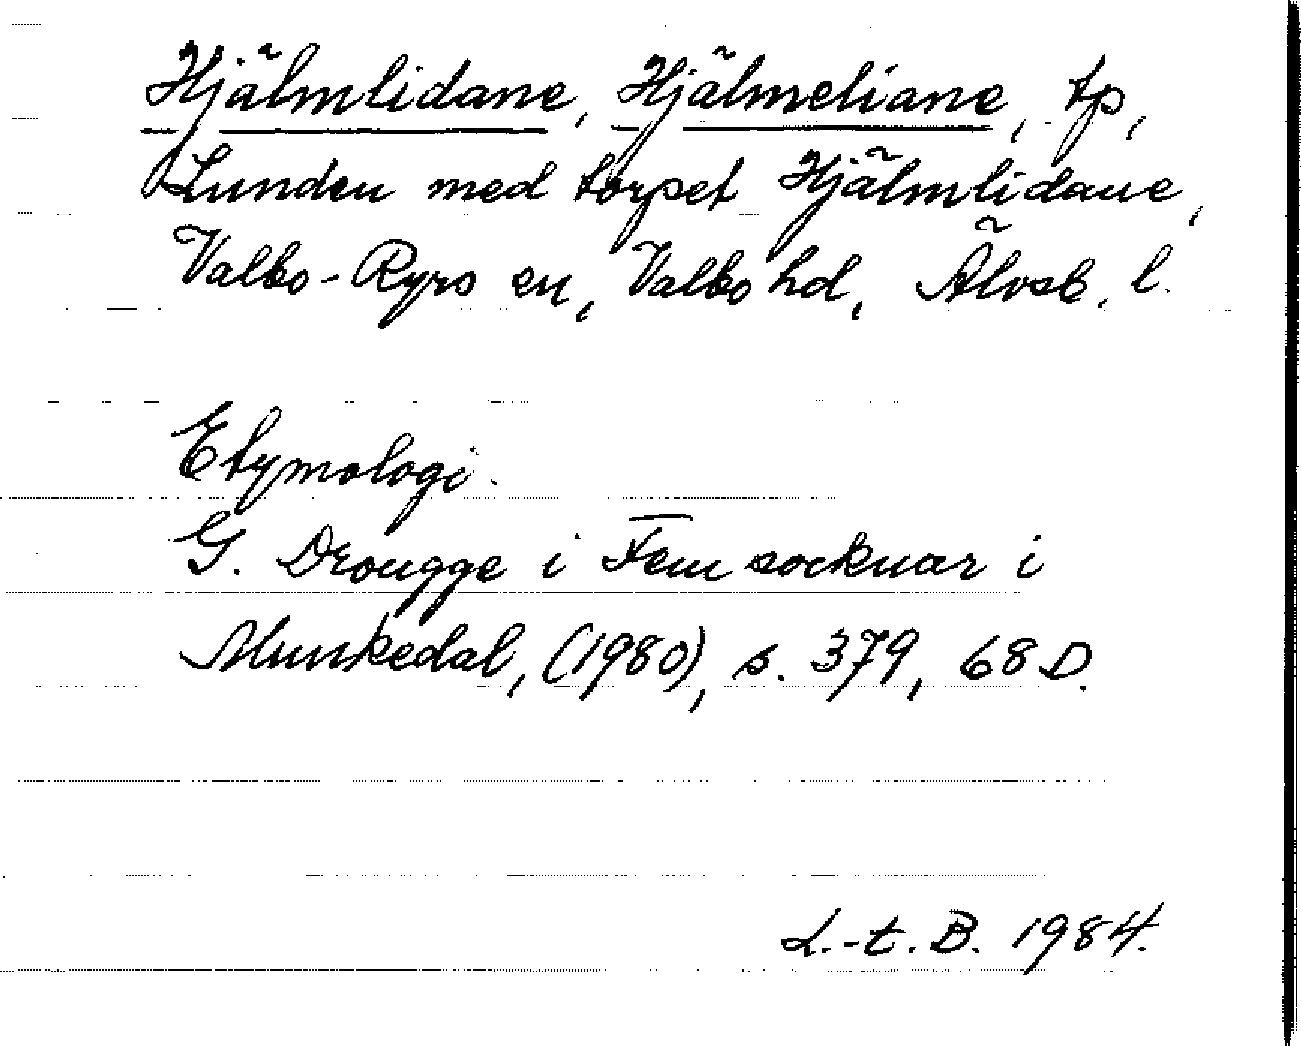 Hjälmlidane, Hjälmeliane, tp,
Lunden med torpet Hjälmlidane,
Valbo-Ryrs sn, Valbo hd, Älvsb. l.
Etymologi.
G. Drougge i Fem socknar i
Munkedal, (1980), s. 379, 68 D.
L.-t. B. 1984.